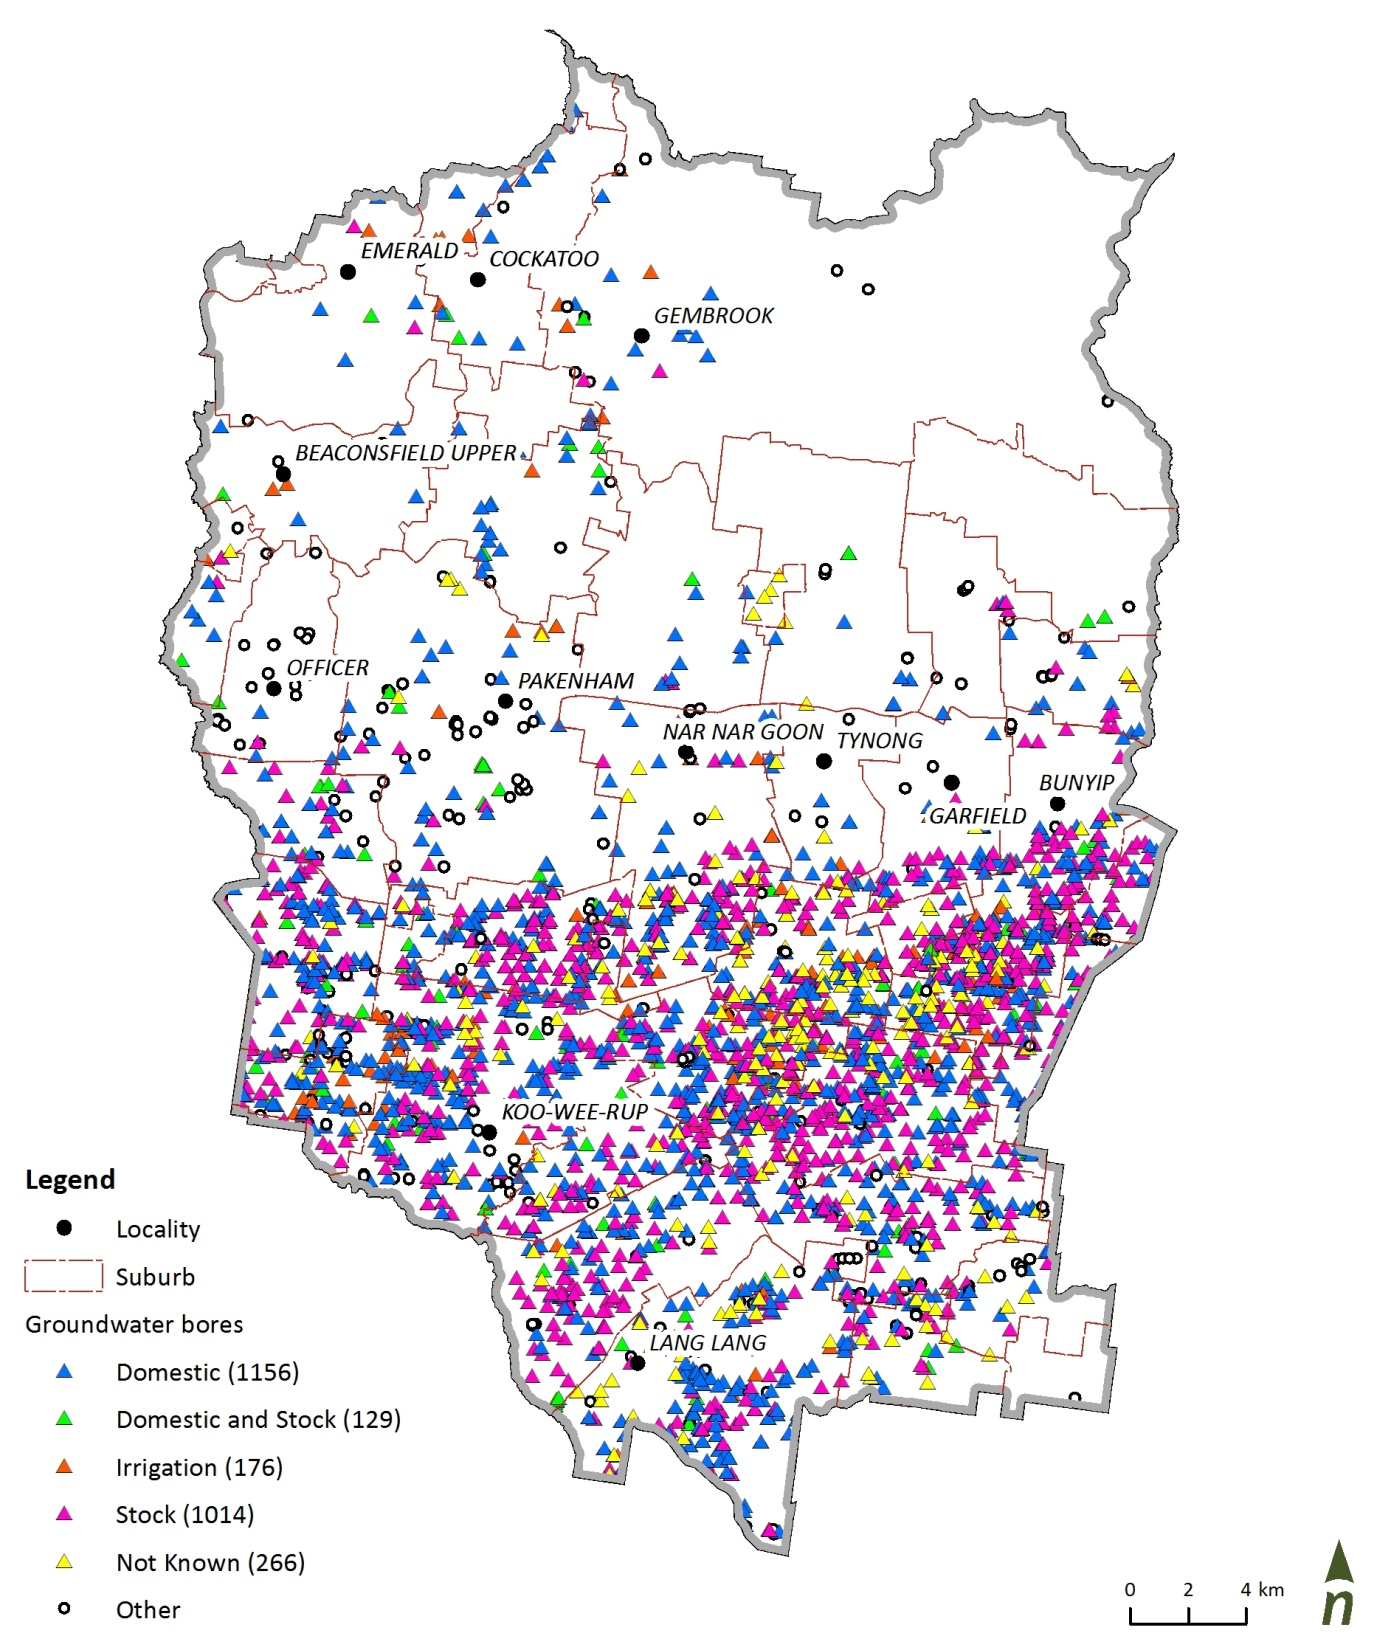 EMERALD
COCKATOO
GEMBROOK
BEACONSFIELD UPPER
OFFICER
PAKENHAM
NAR NAR GOON
TYNONG
BUNYIP
GARFIELD
KOO-WEE-RUP
LANG LANG
Legend
Locality
Suburb
Groundwater bores
Domestic (1156)
Domestic and Stock (129)
Irrigation (176)
Stock (1014)
Not Known (266)
Other
0 2 4 km
n